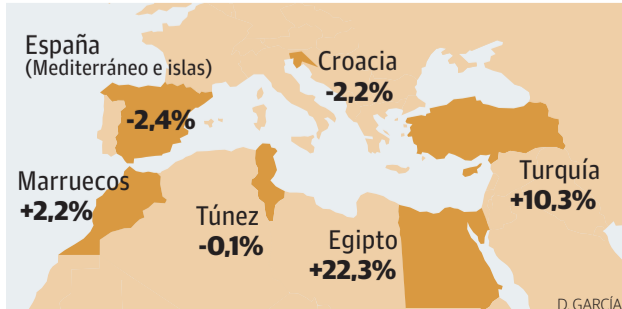 España
(Mediterráneo e islas)
-2,4%
Croacia
-2,2%
Marruecos
+2,2%
Túnez
-0,1%
Egipto
+22,3%
Turquía
+10,3%
D. GARCÍA